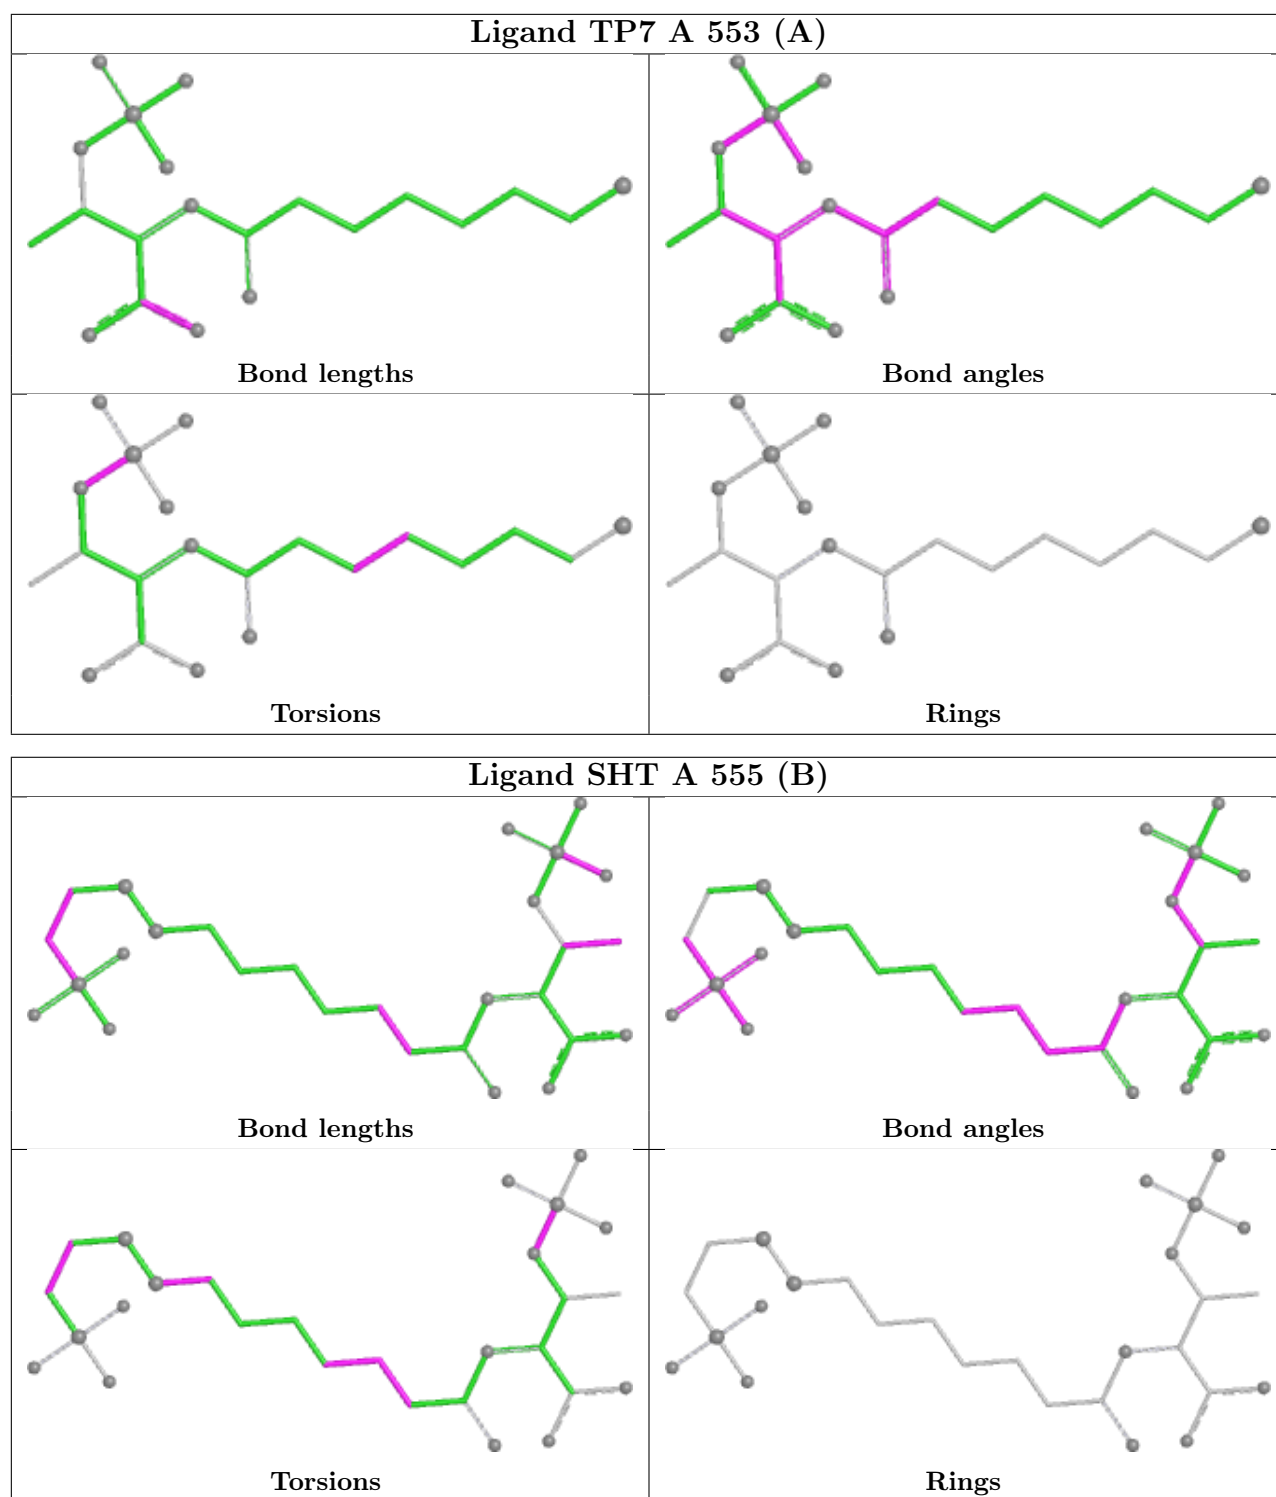 Ligand TP7 A 553 (A)
Bond lengths
Bond angles
Torsions
Rings
Ligand SHT A 555 (B)
Bond lengths
Bond angles
Torsions
Rings